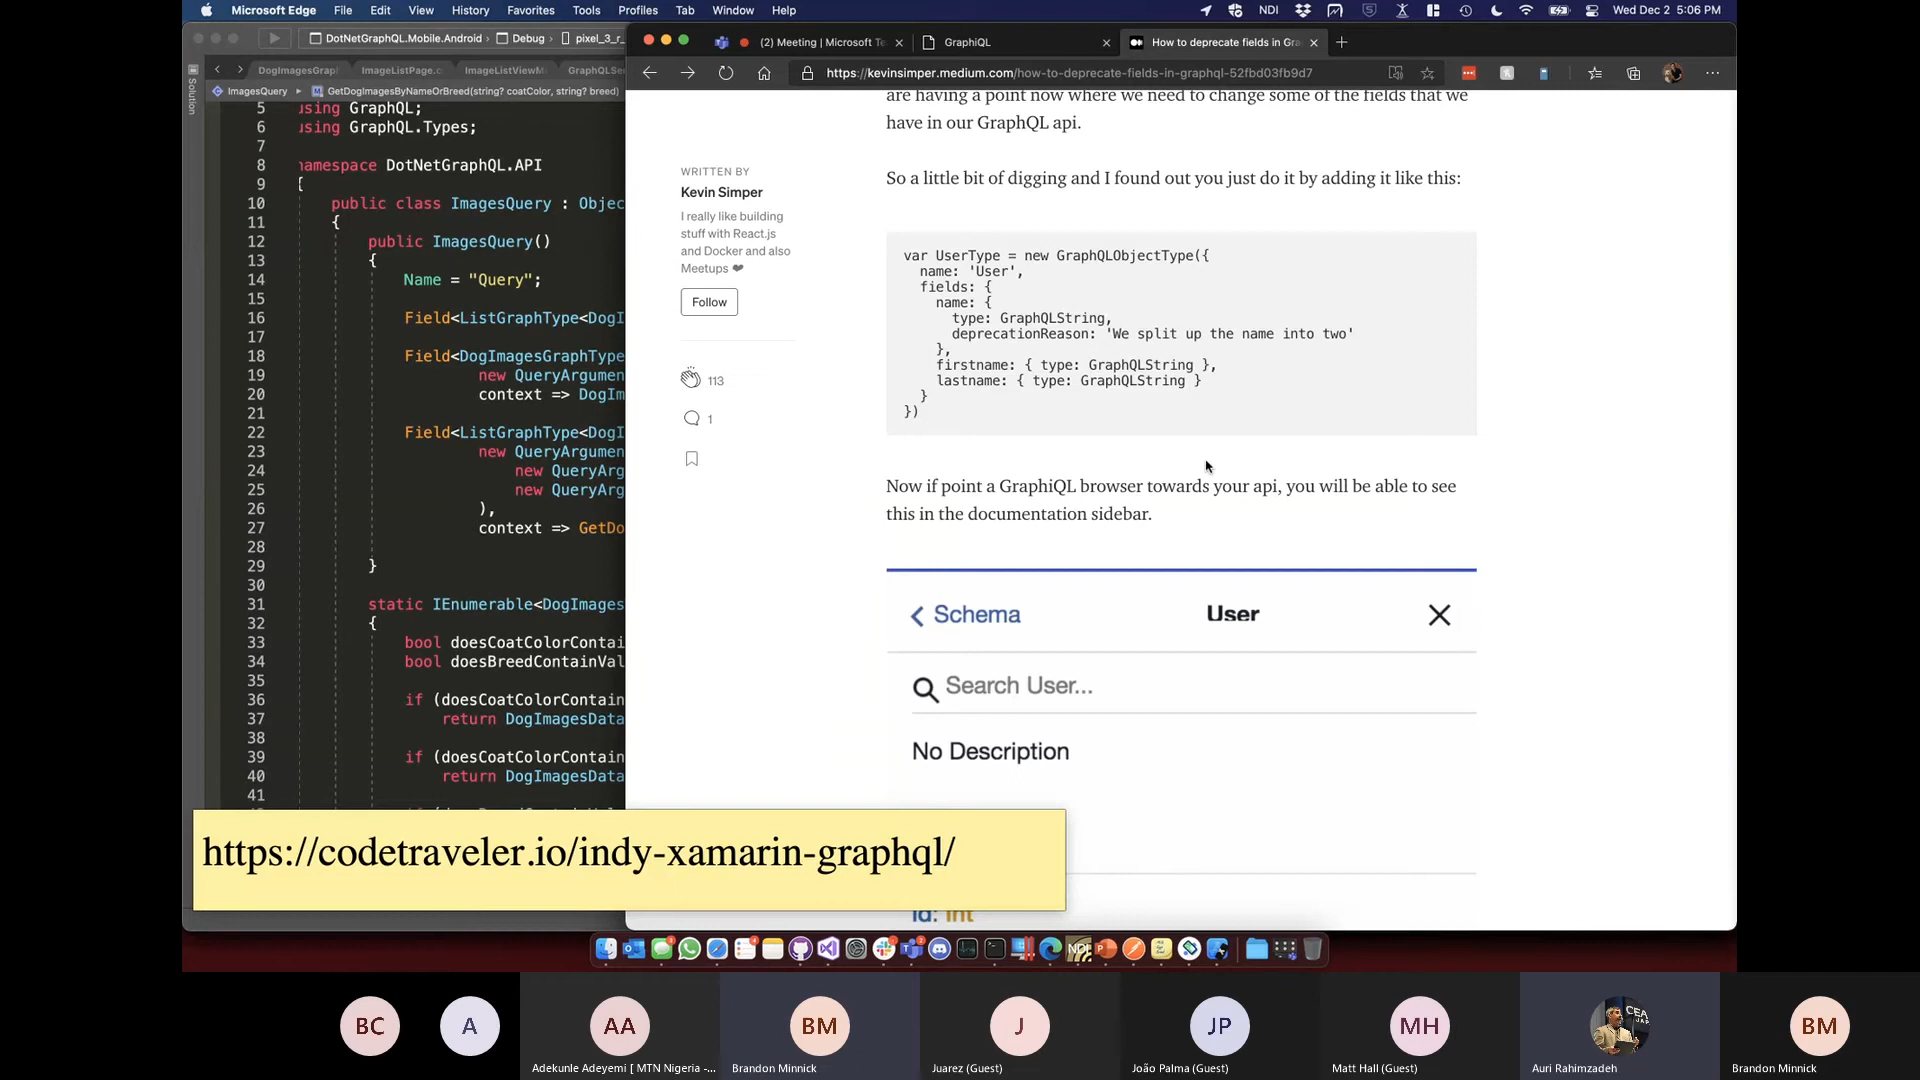 Microsoft Edge File Edit View History Favorites Tools Profiles Tab Window Help
NDI
Wed Dec 2 5:06 PM
DotNetGraphQL.Mobile.Android > Debug > pixel_3_r_
DogImagesGrapl ImageListPage.c ImageListViewM GraphQLSe
ImagesQuery GetDogImagesByNameOrBreed(string? coatColor, string? breed)
Solution
5 using GraphQL;
6 using GraphQL.Types;
7
8 namespace DotNetGraphQL.API
9 {
10 public class ImagesQuery : Objec
11 {
12 public ImagesQuery()
13 {
14 Name = "Query";
15
16 Field<ListGraphType<DogI
17
18 Field<DogImagesGraphType
19 new QueryArgumen
20 context => DogIm
21
22 Field<ListGraphType<DogI
23 new QueryArgumen
24 new QueryArg
25 new QueryArg
26 ),
27 context => GetDo
28
29 }
30
31 static IEnumerable<DogImages
32 {
33 bool doesCoatColorContai
34 bool doesBreedContainVal
35
36 if (doesCoatColorContain
37 return DogImagesData
38
39 if (doesCoatColorContain
40 return DogImagesData
41
(2) Meeting | Microsoft Te
GraphiQL
How to deprecate fields in Gra
https://kevinsimper.medium.com/how-to-deprecate-fields-in-graphql-52fbd03fb9d7
are having a point now where we need to change some of the fields that we
have in our GraphQL api.
WRITTEN BY
Kevin Simper
I really like building
stuff with React.js
and Docker and also
Meetups ❤
Follow
113
1
So a little bit of digging and I found out you just do it by adding it like this:
var UserType = new GraphQLObjectType({
name: 'User',
fields: {
name: {
type: GraphQLString,
deprecationReason: 'We split up the name into two'
},
firstname: { type: GraphQLString },
lastname: { type: GraphQLString }
}
})
Now if point a GraphiQL browser towards your api, you will be able to see
this in the documentation sidebar.
Schema User
Search User...
No Description
id: Int
https://codetraveler.io/indy-xamarin-graphql/
NDI
BC A AA BM J JP MH BM
Adekunle Adeyemi [ MTN Nigeria -...
Brandon Minnick
Juarez (Guest)
João Palma (Guest)
Matt Hall (Guest)
Auri Rahimzadeh
Brandon Minnick